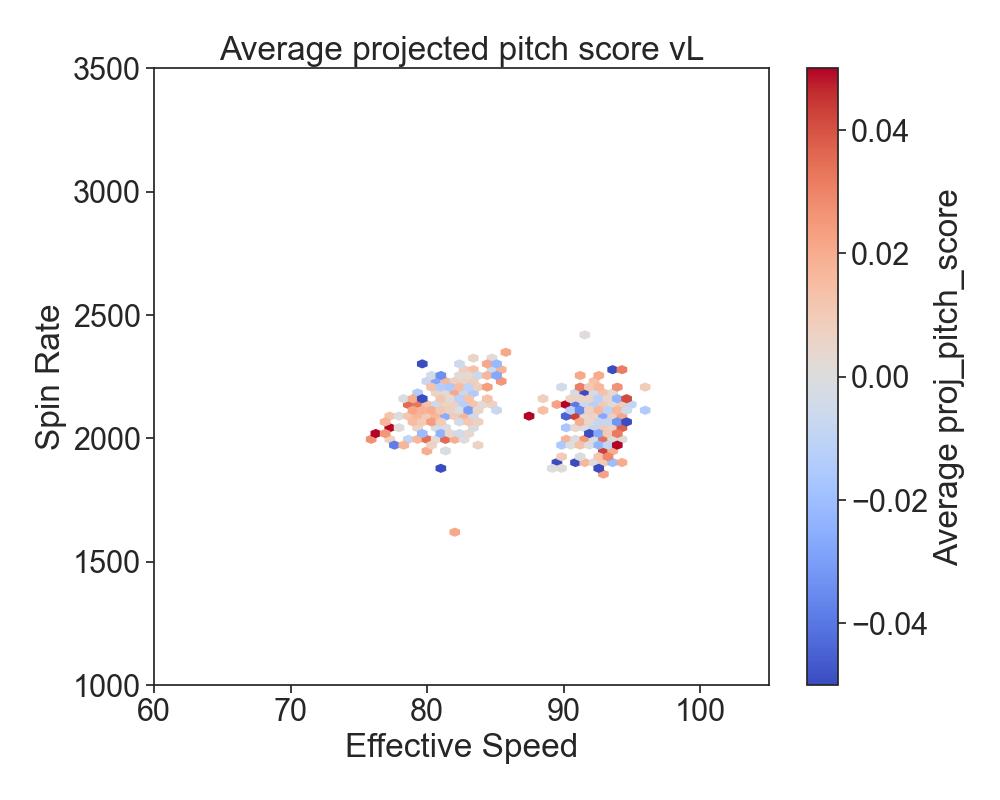 Average projected pitch score vL
3500
3000
2500
2000
1500
1000
Spin Rate
60 70 80 90 100
Effective Speed
0.04
0.02
0.00
−0.02
−0.04
Average proj_pitch_score